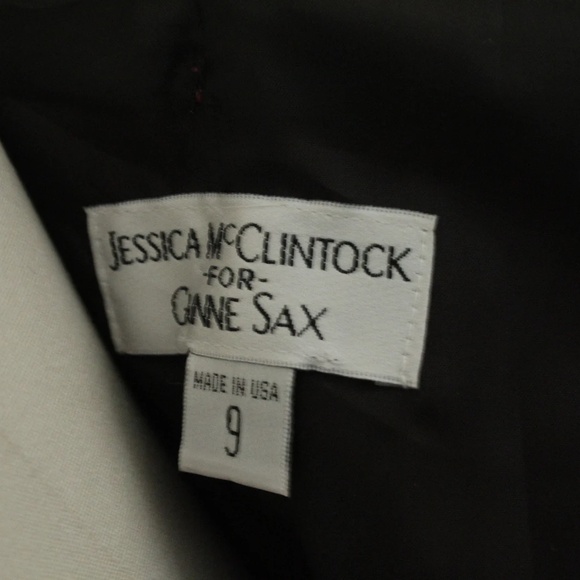 JESSICA McCLINTOCK
-FOR-
GUNNE SAX
MADE IN USA
9